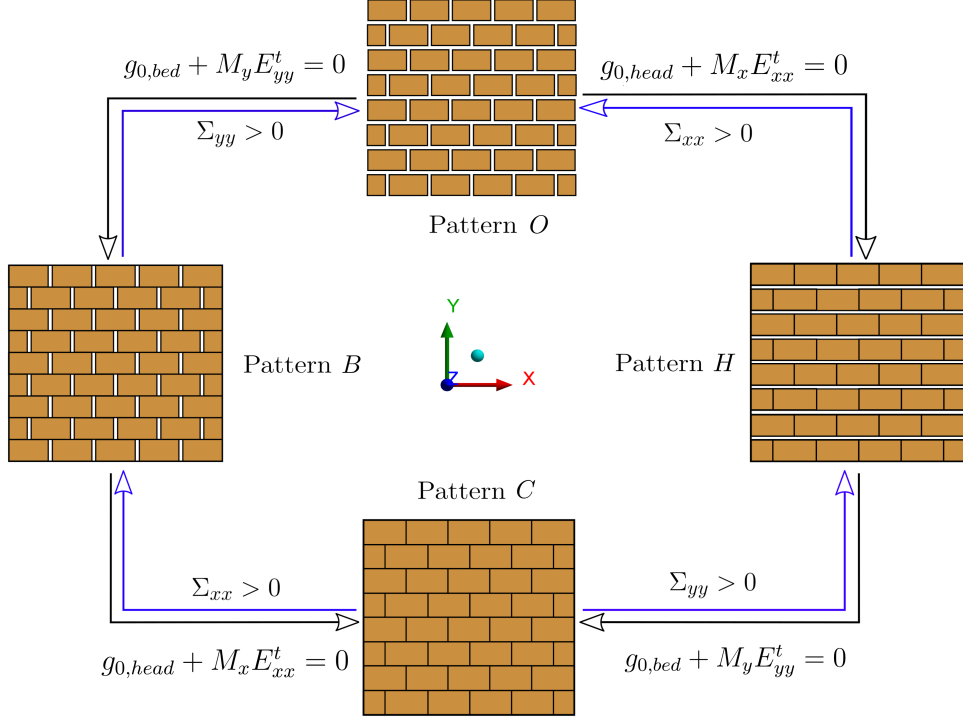 g_{0,bed} + M_y E^t_{yy} = 0
g_{0,head} + M_x E^t_{xx} = 0
Σ_{yy} > 0
Σ_{xx} > 0
Pattern O
Y
Z
X
Pattern B
Pattern H
Pattern C
Σ_{xx} > 0
Σ_{yy} > 0
g_{0,head} + M_x E^t_{xx} = 0
g_{0,bed} + M_y E^t_{yy} = 0